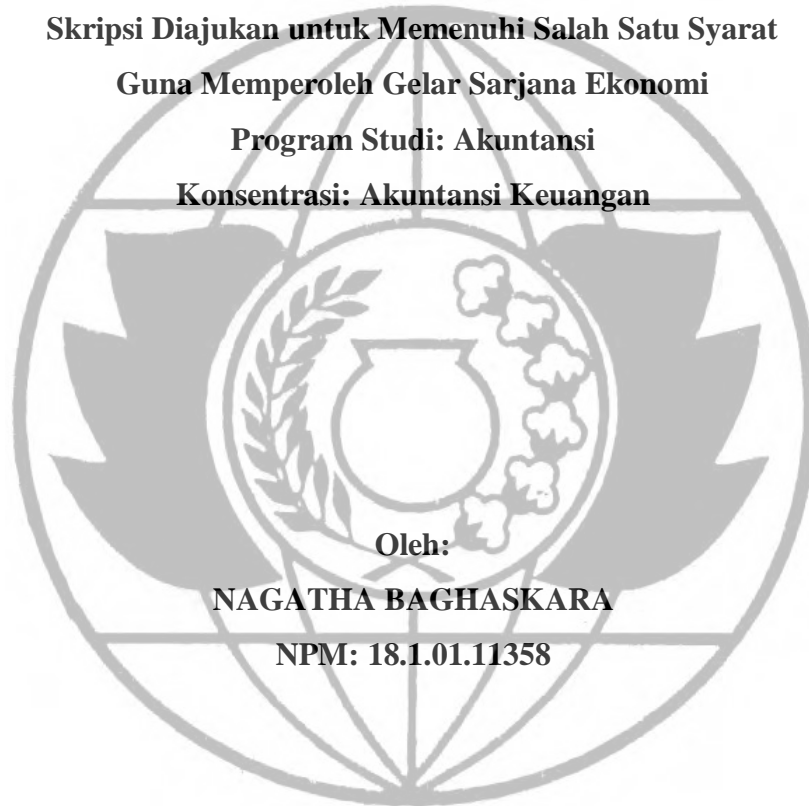 Skripsi Diajukan untuk Memenuhi Salah Satu Syarat
Guna Memperoleh Gelar Sarjana Ekonomi
Program Studi: Akuntansi
Konsentrasi: Akuntansi Keuangan
Oleh:
NAGATHA BAGHASKARA
NPM: 18.1.01.11358